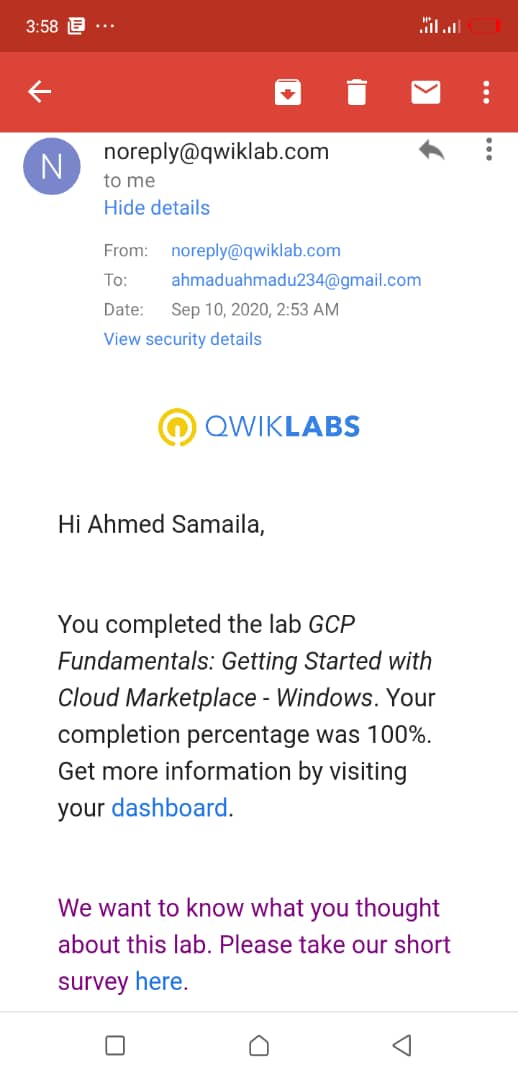 3:58
N
noreply@qwiklab.com
to me
Hide details
From: noreply@qwiklab.com
To: ahmaduahmadu234@gmail.com
Date: Sep 10, 2020, 2:53 AM
View security details
QWIKLABS
Hi Ahmed Samaila,
You completed the lab GCP
Fundamentals: Getting Started with
Cloud Marketplace - Windows. Your
completion percentage was 100%.
Get more information by visiting
your dashboard.
We want to know what you thought
about this lab. Please take our short
survey here.